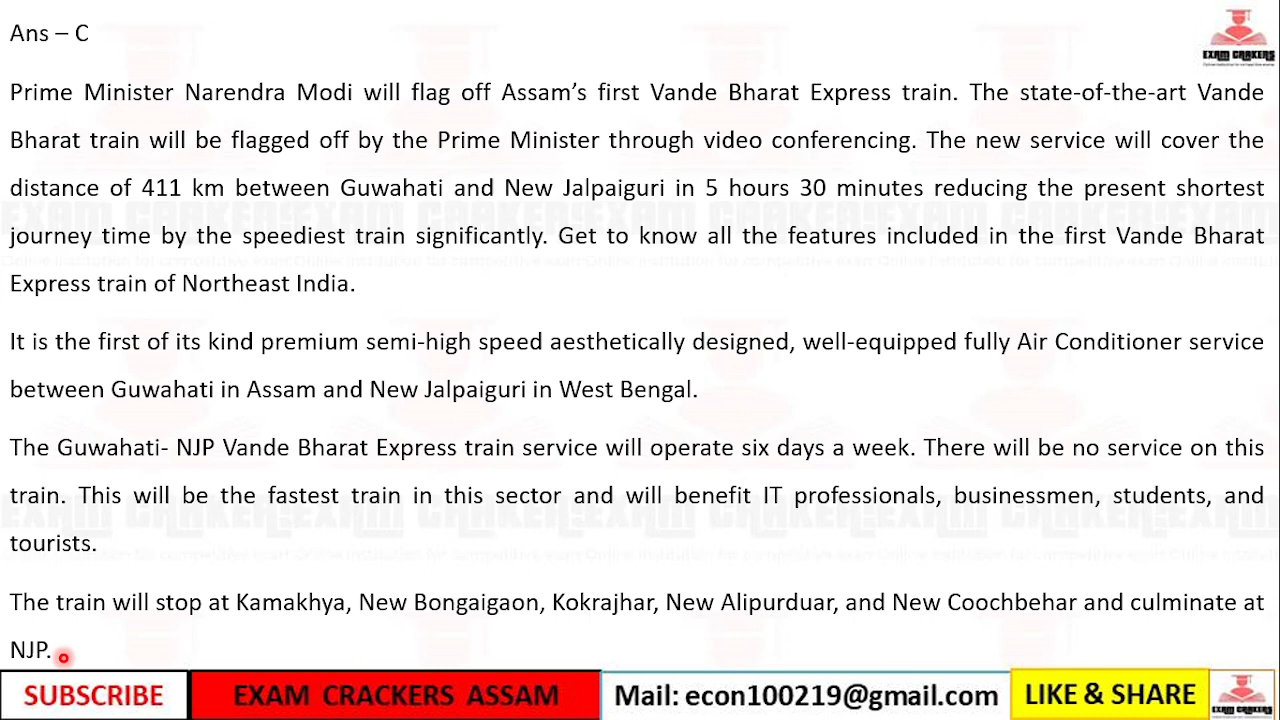 Ans – C
EXAM CRAKERS
Prime Minister Narendra Modi will flag off Assam’s first Vande Bharat Express train. The state-of-the-art Vande
Bharat train will be flagged off by the Prime Minister through video conferencing. The new service will cover the
distance of 411 km between Guwahati and New Jalpaiguri in 5 hours 30 minutes reducing the present shortest
journey time by the speediest train significantly. Get to know all the features included in the first Vande Bharat
Express train of Northeast India.
It is the first of its kind premium semi-high speed aesthetically designed, well-equipped fully Air Conditioner service
between Guwahati in Assam and New Jalpaiguri in West Bengal.
The Guwahati- NJP Vande Bharat Express train service will operate six days a week. There will be no service on this
train. This will be the fastest train in this sector and will benefit IT professionals, businessmen, students, and
tourists.
The train will stop at Kamakhya, New Bongaigaon, Kokrajhar, New Alipurduar, and New Coochbehar and culminate at
NJP.
SUBSCRIBE EXAM CRACKERS ASSAM Mail: econ100219@gmail.com LIKE & SHARE EXAM CRAKERS